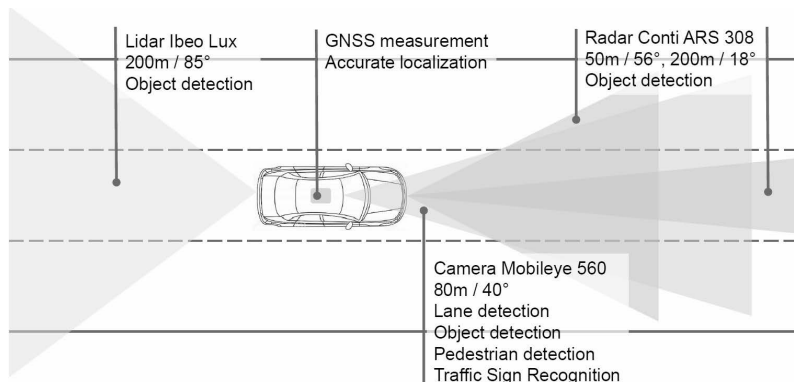 Lidar Ibeo Lux
200m / 85°
Object detection
GNSS measurement
Accurate localization
Radar Conti ARS 308
50m / 56°, 200m / 18°
Object detection
Camera Mobileye 560
80m / 40°
Lane detection
Object detection
Pedestrian detection
Traffic Sign Recognition